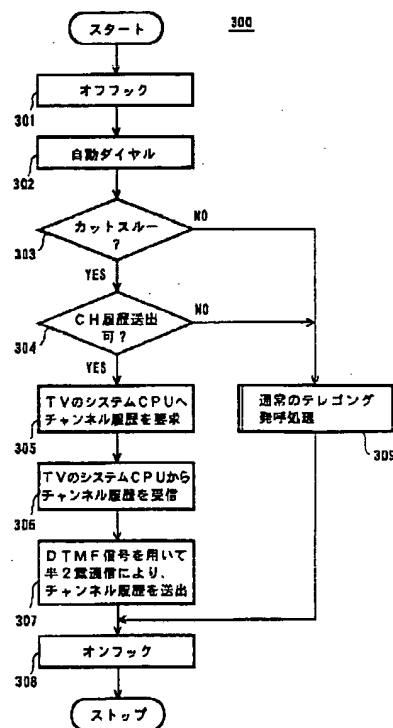 スタート
300
オフフック
301
自動ダイヤル
302
カットスルー
?
303
NO
YES
CH履歴送出
可?
304
NO
YES
TVのシステムCPUへ
チャンネル履歴を要求
305
通常のテレゴング
発呼処理
309
TVのシステムCPUから
チャンネル履歴を受信
306
DTMF信号を用いて
半2重通信により、
チャンネル履歴を送出
307
オンフック
308
ストップ